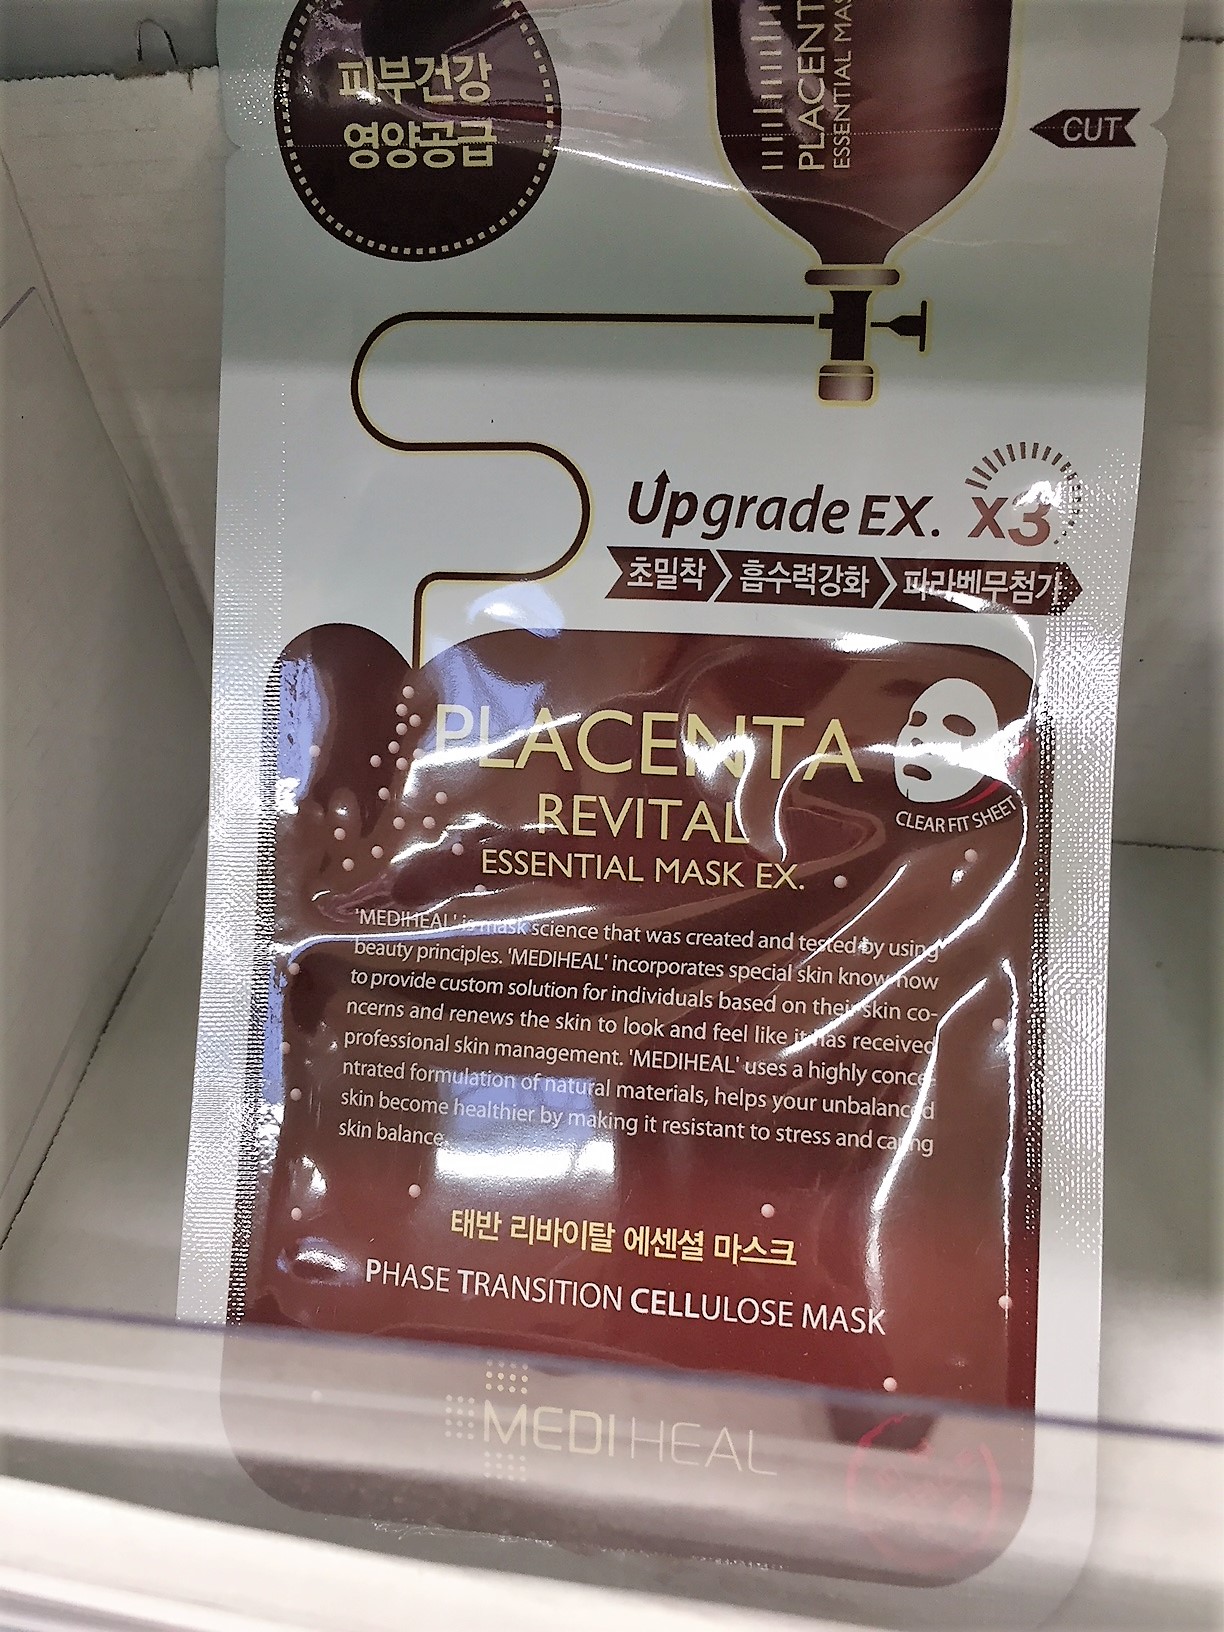 피부건강
영양공급
PLACENT
ESSENTIAL MAS
CUT
Upgrade EX. x3
초밀착 흡수력강화 파라벤무첨가
PLACENTA
REVITAL
ESSENTIAL MASK EX.
CLEAR FIT SHEET
'MEDIHEAL' is mask science that was created and tested by using
beauty principles. 'MEDIHEAL' incorporates special skin know-how
to provide custom solution for individuals based on their skin co-
ncerns and renews the skin to look and feel like it has received
professional skin management. 'MEDIHEAL' uses a highly conce-
ntrated formulation of natural materials, helps your unbalanced
skin become healthier by making it resistant to stress and caring
skin balance.
태반 리바이탈 에센셜 마스크
PHASE TRANSITION CELLULOSE MASK
MEDIHEAL